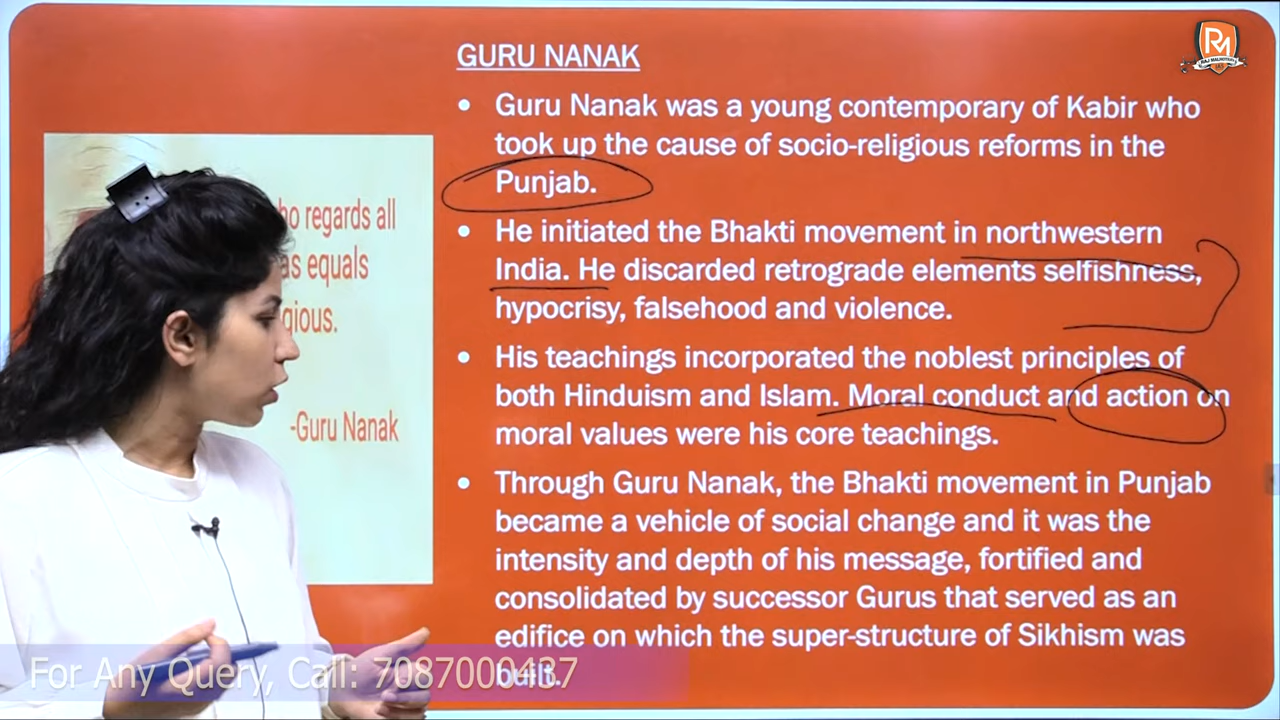 GURU NANAK
• Guru Nanak was a young contemporary of Kabir who
took up the cause of socio-religious reforms in the
Punjab.
• He initiated the Bhakti movement in northwestern
India. He discarded retrograde elements selfishness,
hypocrisy, falsehood and violence.
• His teachings incorporated the noblest principles of
both Hinduism and Islam. Moral conduct and action on
moral values were his core teachings.
• Through Guru Nanak, the Bhakti movement in Punjab
became a vehicle of social change and it was the
intensity and depth of his message, fortified and
consolidated by successor Gurus that served as an
edifice on which the super-structure of Sikhism was
built.
regards all
as equals
-Guru Nanak
For Any Query, Call: 7087000437
RM
RAJ MALHOTRA'S
IAS